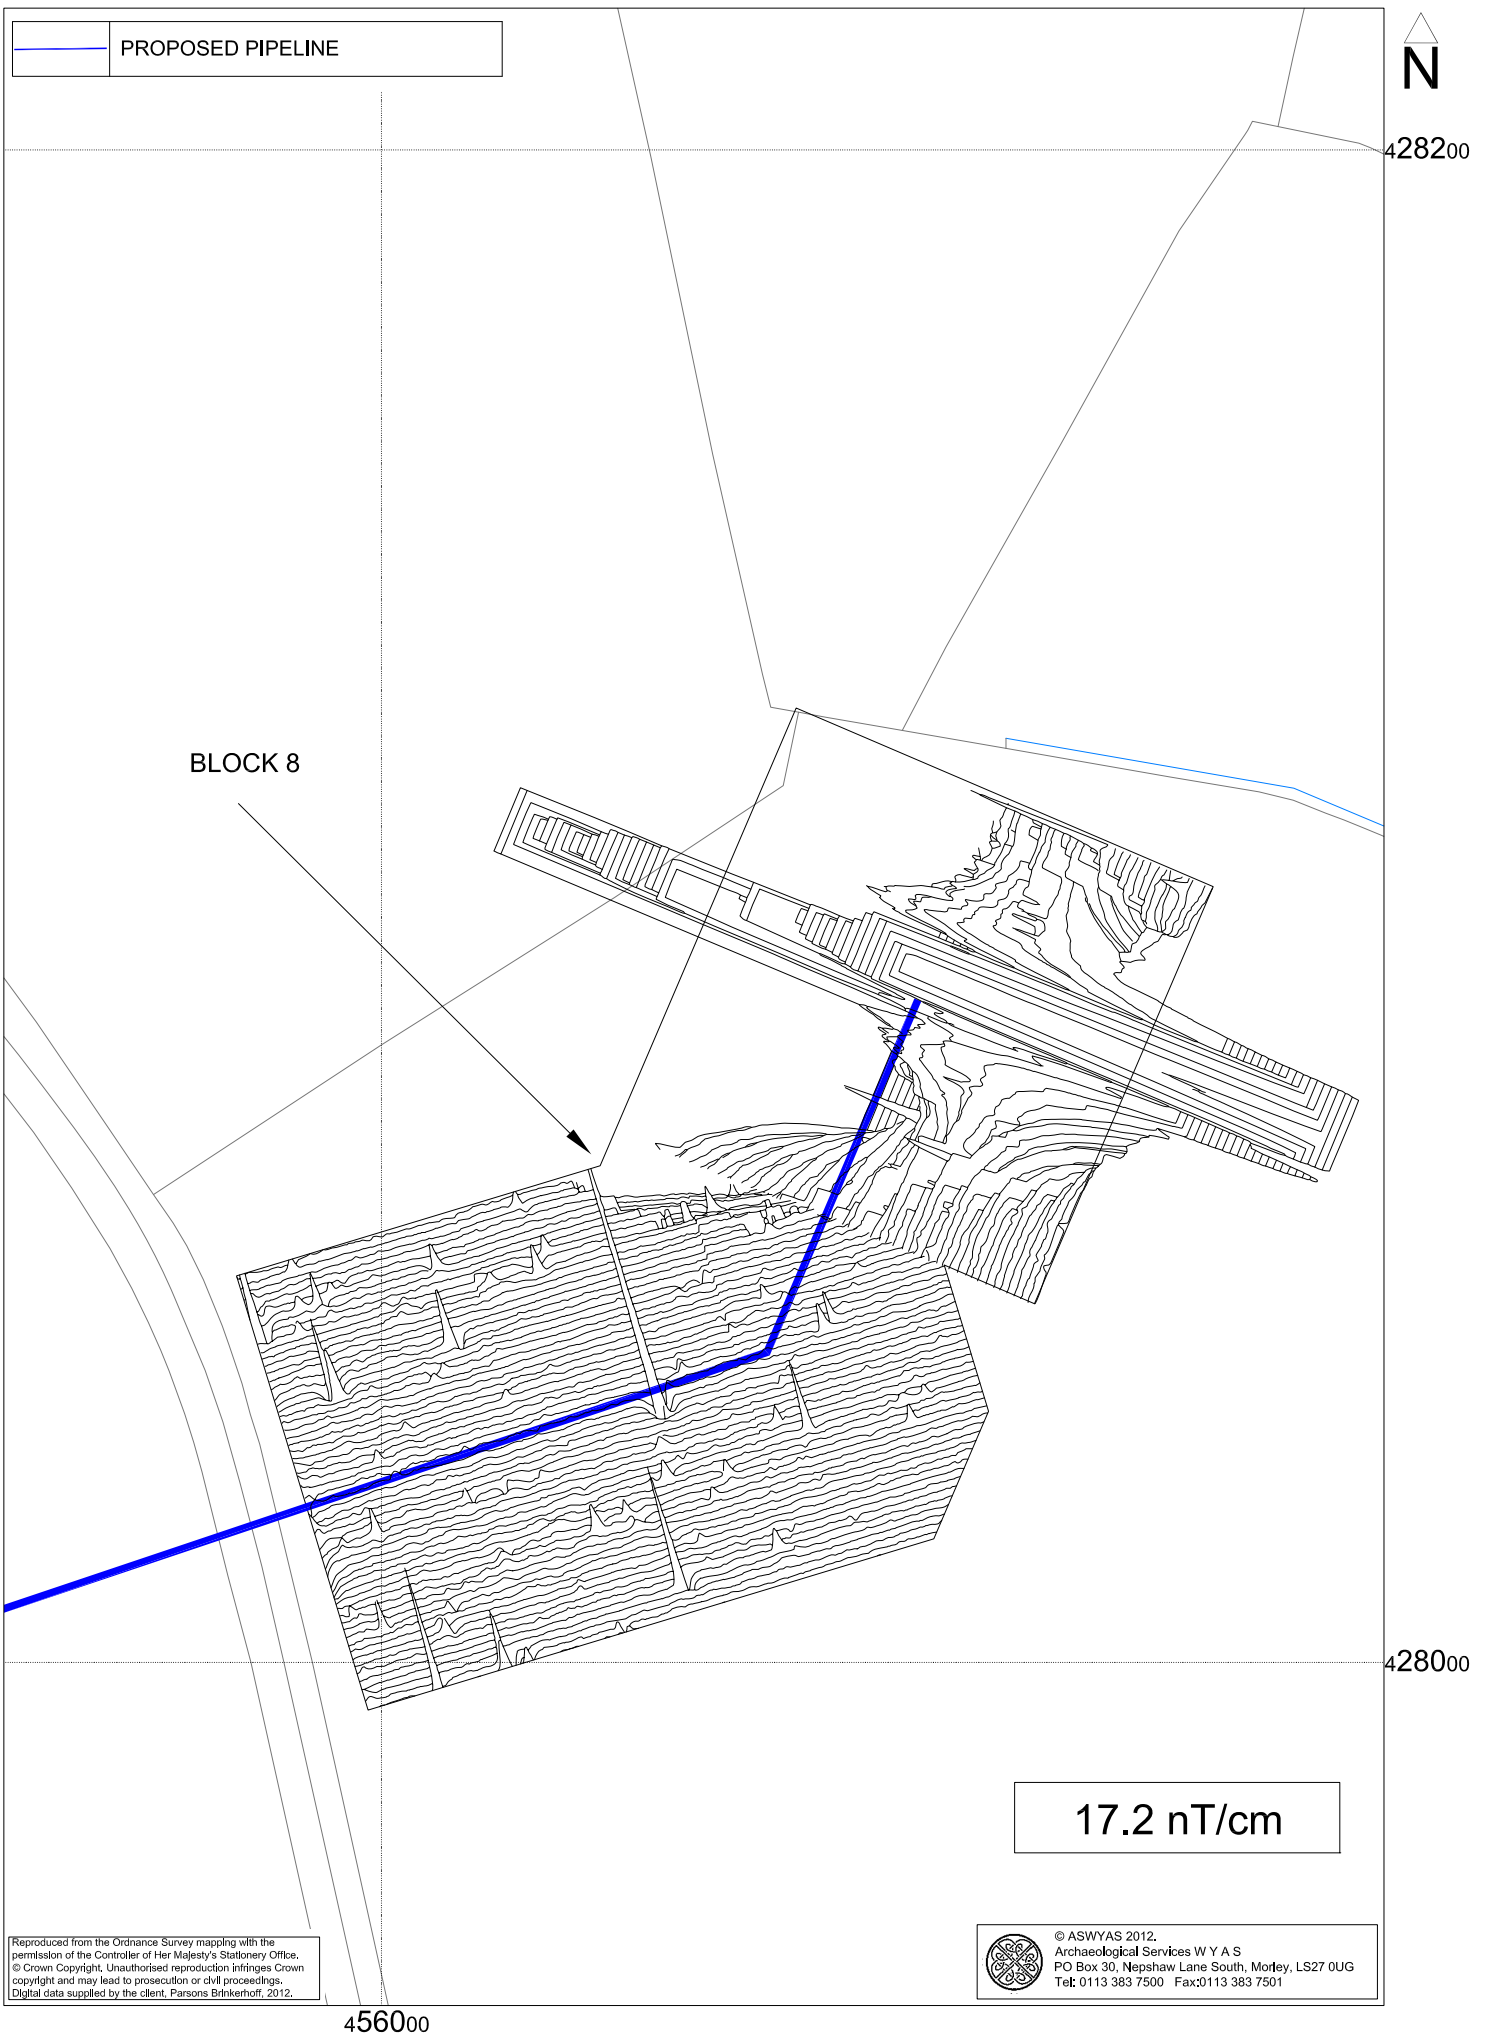 PROPOSED PIPELINE
N
428200
BLOCK 8
428000
17.2 nT/cm
Reproduced from the Ordnance Survey mapping with the
permission of the Controller of Her Majesty's Stationery Office.
© Crown Copyright. Unauthorised reproduction infringes Crown
copyright and may lead to prosecution or civil proceedings.
Digital data supplied by the client, Parsons Brinkerhoff, 2012.
© ASWYAS 2012.
Archaeological Services W Y A S
PO Box 30, Nepshaw Lane South, Morley, LS27 0UG
Tel: 0113 383 7500 Fax:0113 383 7501
456000